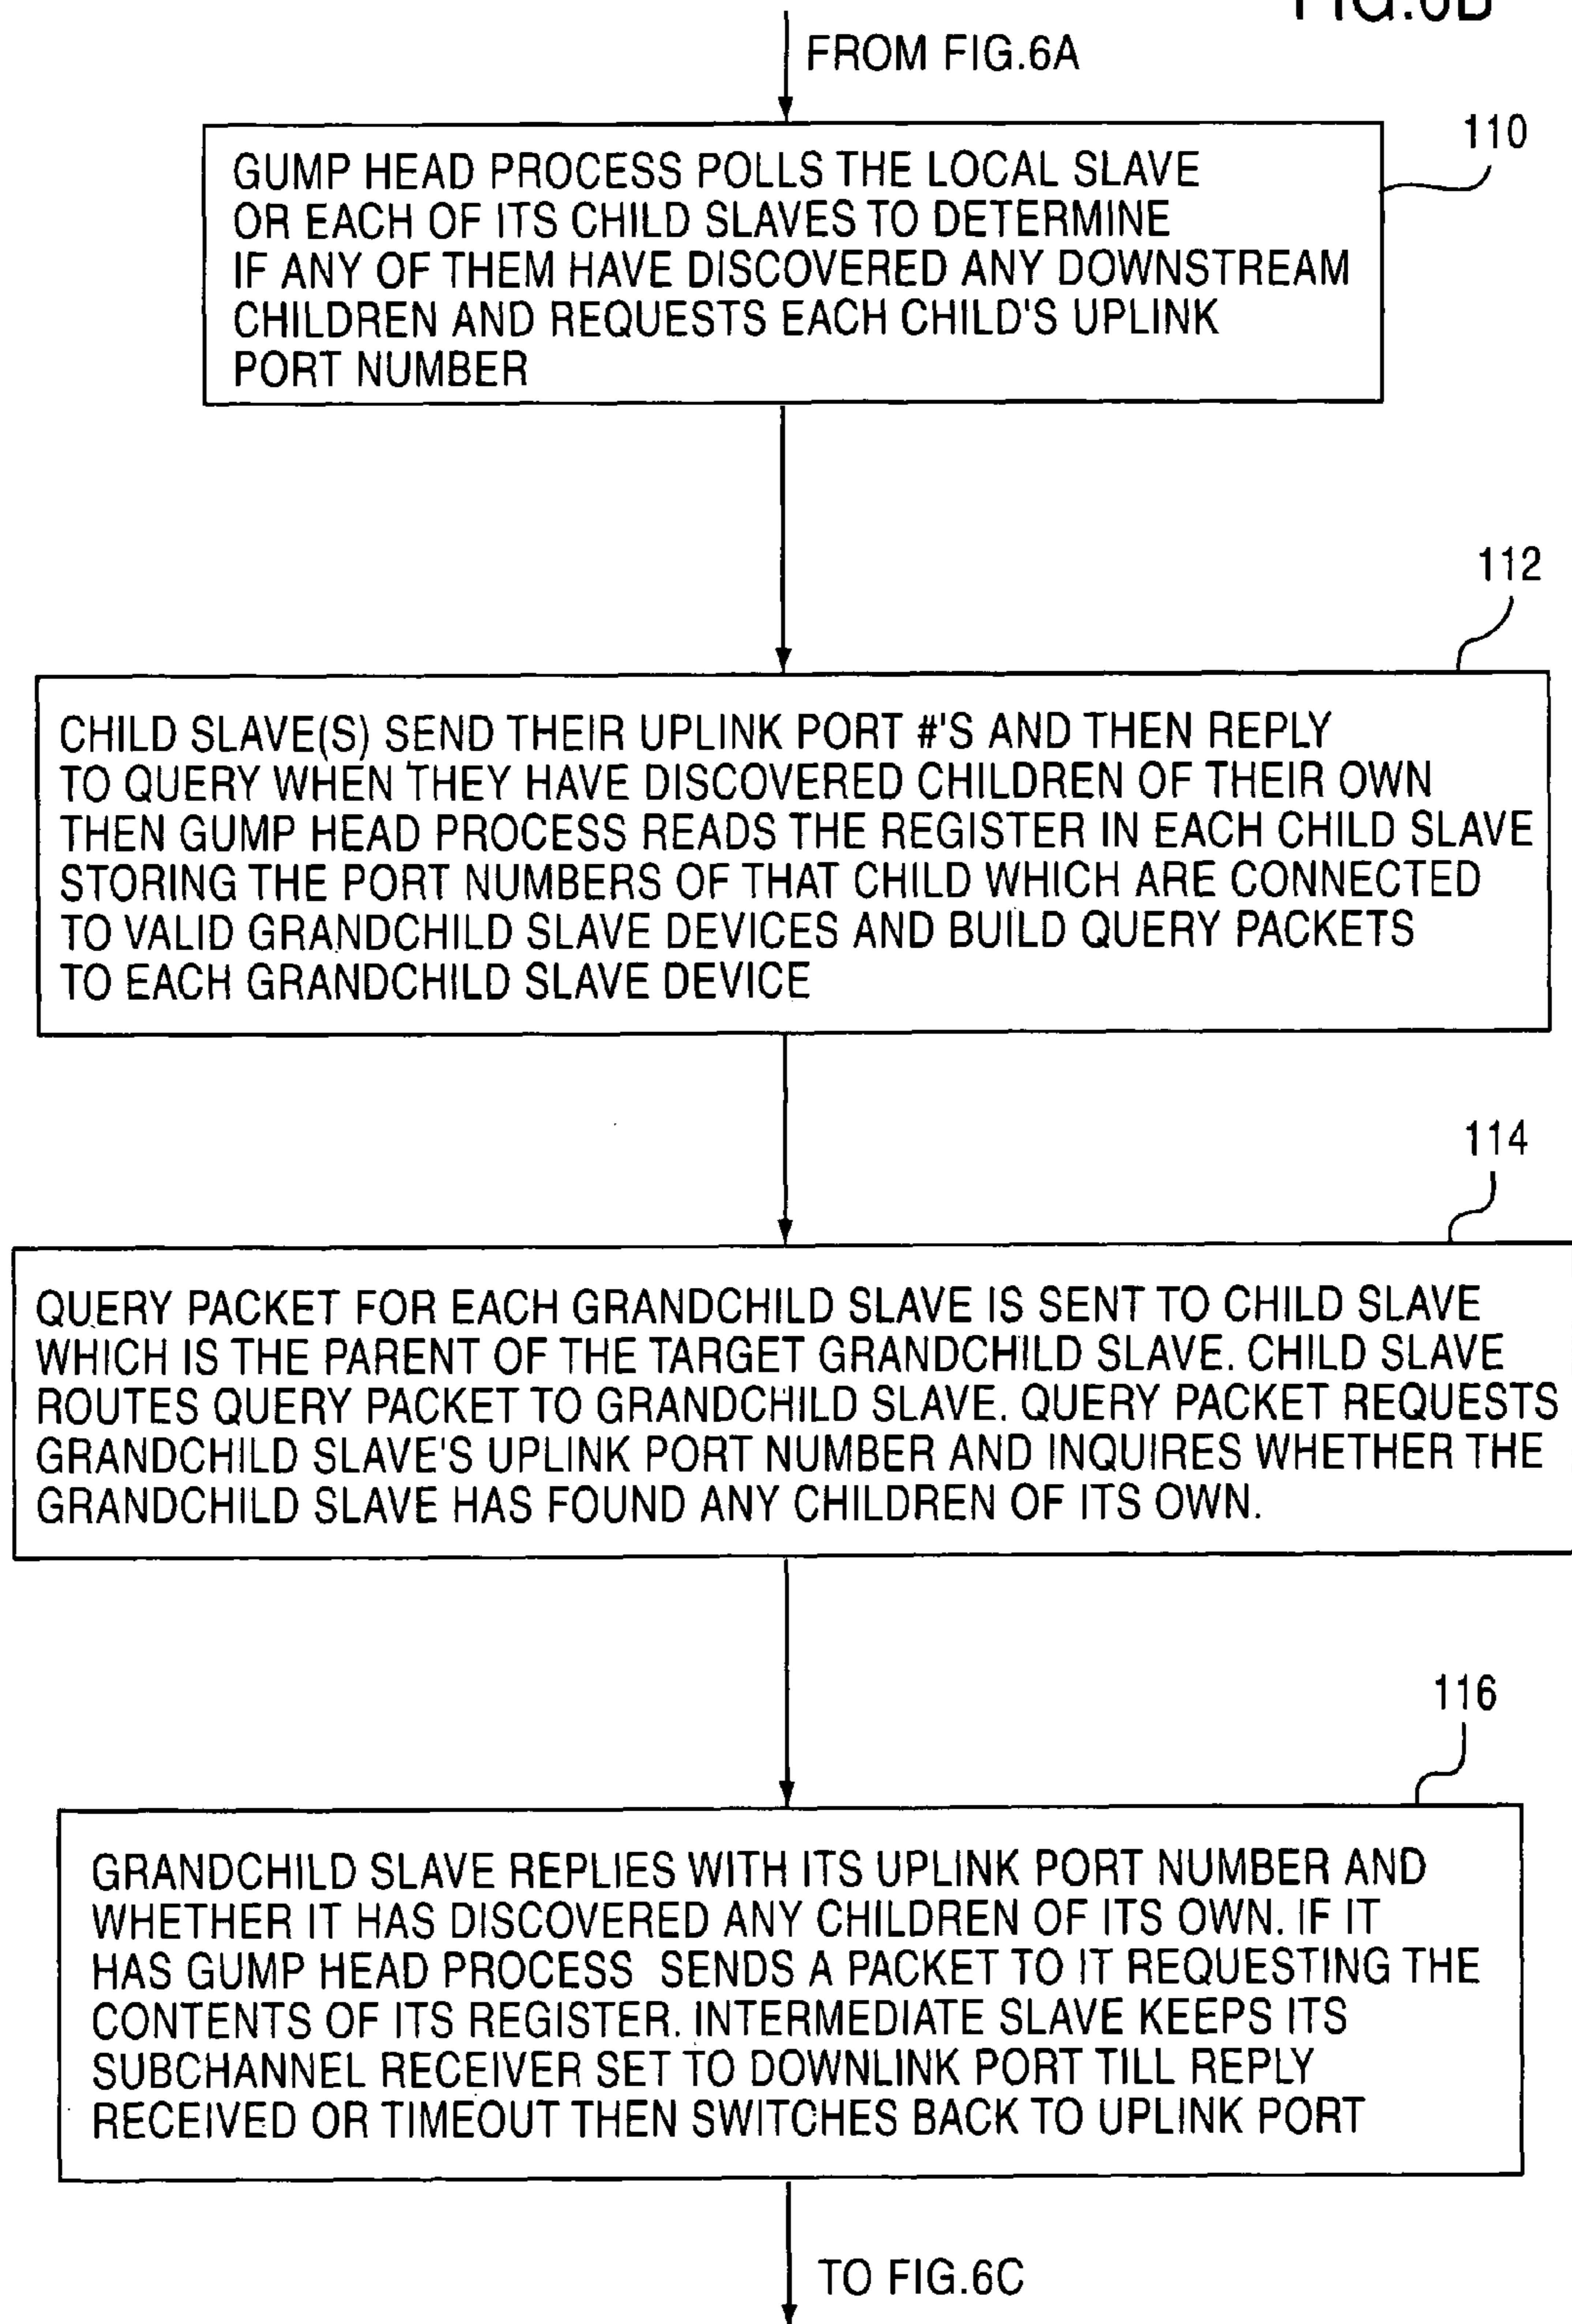 FIG.6B
FROM FIG.6A
110
GUMP HEAD PROCESS POLLS THE LOCAL SLAVE
OR EACH OF ITS CHILD SLAVES TO DETERMINE
IF ANY OF THEM HAVE DISCOVERED ANY DOWNSTREAM
CHILDREN AND REQUESTS EACH CHILD'S UPLINK
PORT NUMBER
112
CHILD SLAVE(S) SEND THEIR UPLINK PORT #'S AND THEN REPLY
TO QUERY WHEN THEY HAVE DISCOVERED CHILDREN OF THEIR OWN
THEN GUMP HEAD PROCESS READS THE REGISTER IN EACH CHILD SLAVE
STORING THE PORT NUMBERS OF THAT CHILD WHICH ARE CONNECTED
TO VALID GRANDCHILD SLAVE DEVICES AND BUILD QUERY PACKETS
TO EACH GRANDCHILD SLAVE DEVICE
114
QUERY PACKET FOR EACH GRANDCHILD SLAVE IS SENT TO CHILD SLAVE
WHICH IS THE PARENT OF THE TARGET GRANDCHILD SLAVE. CHILD SLAVE
ROUTES QUERY PACKET TO GRANDCHILD SLAVE. QUERY PACKET REQUESTS
GRANDCHILD SLAVE'S UPLINK PORT NUMBER AND INQUIRES WHETHER THE
GRANDCHILD SLAVE HAS FOUND ANY CHILDREN OF ITS OWN.
116
GRANDCHILD SLAVE REPLIES WITH ITS UPLINK PORT NUMBER AND
WHETHER IT HAS DISCOVERED ANY CHILDREN OF ITS OWN. IF IT
HAS GUMP HEAD PROCESS SENDS A PACKET TO IT REQUESTING THE
CONTENTS OF ITS REGISTER. INTERMEDIATE SLAVE KEEPS ITS
SUBCHANNEL RECEIVER SET TO DOWNLINK PORT TILL REPLY
RECEIVED OR TIMEOUT THEN SWITCHES BACK TO UPLINK PORT
TO FIG.6C